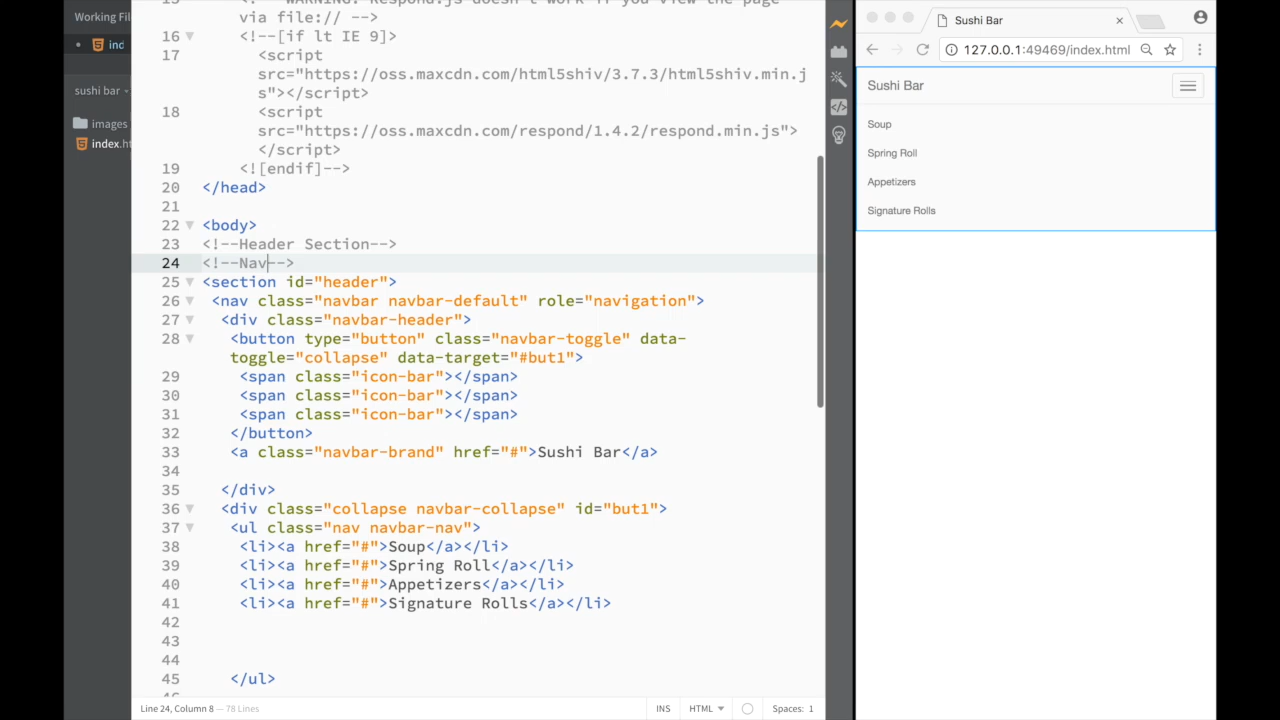 Working Fil
ind
sushi bar
images
index.h
15 <!-- WARNING: Respond.js doesn't work if you view the page
via file:// -->
16 <!--[if lt IE 9]>
17 <script
src="https://oss.maxcdn.com/html5shiv/3.7.3/html5shiv.min.j
s"></script>
18 <script
src="https://oss.maxcdn.com/respond/1.4.2/respond.min.js">
</script>
19 <![endif]-->
20 </head>
21
22 <body>
23 <!--Header Section-->
24 <!--Nav-->
25 <section id="header">
26 <nav class="navbar navbar-default" role="navigation">
27 <div class="navbar-header">
28 <button type="button" class="navbar-toggle" data-
toggle="collapse" data-target="#but1">
29 <span class="icon-bar"></span>
30 <span class="icon-bar"></span>
31 <span class="icon-bar"></span>
32 </button>
33 <a class="navbar-brand" href="#">Sushi Bar</a>
34
35 </div>
36 <div class="collapse navbar-collapse" id="but1">
37 <ul class="nav navbar-nav">
38 <li><a href="#">Soup</a></li>
39 <li><a href="#">Spring Roll</a></li>
40 <li><a href="#">Appetizers</a></li>
41 <li><a href="#">Signature Rolls</a></li>
42
43
44
45 </ul>
Line 24, Column 8 — 78 Lines
INS HTML Spaces: 1
Sushi Bar
127.0.0.1:49469/index.html
Sushi Bar
Soup
Spring Roll
Appetizers
Signature Rolls